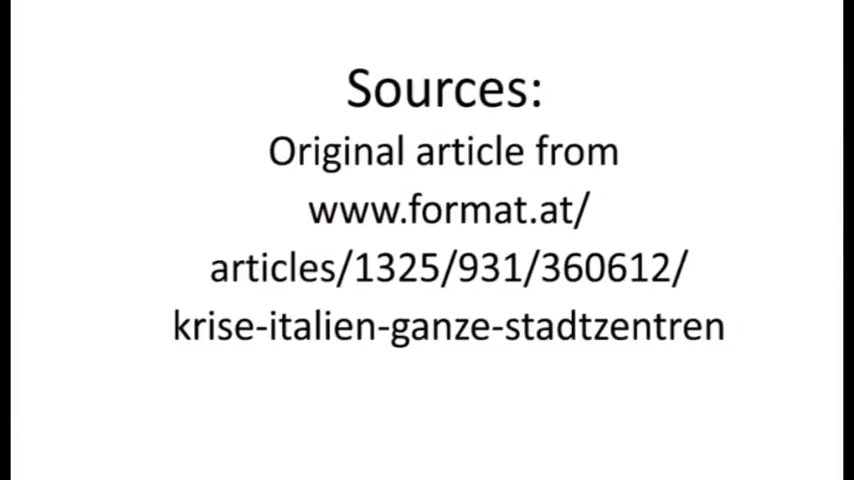 Sources:
Original article from
www.format.at/
articles/1325/931/360612/
krise-italien-ganze-stadtzentren